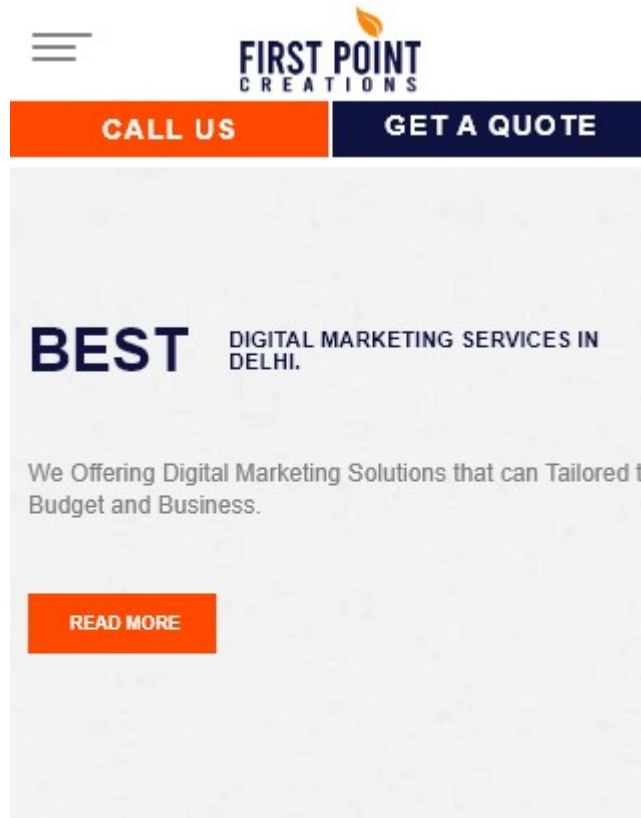 FIRST POINT
CREATIONS
CALL US
GET A QUOTE
BEST
DIGITAL MARKETING SERVICES IN
DELHI.
We Offering Digital Marketing Solutions that can Tailored t
Budget and Business.
READ MORE